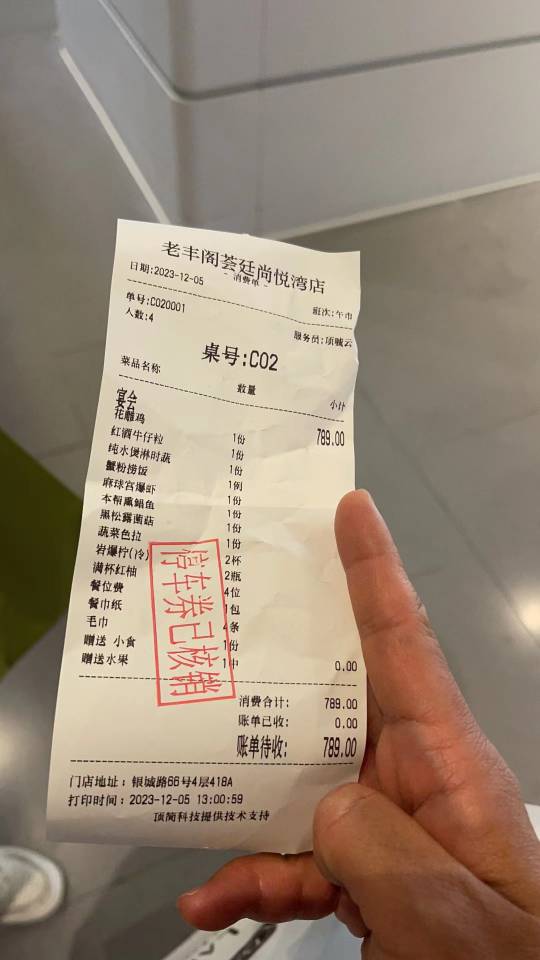 老丰阁荟廷尚悦湾店
- 消费单 -
日期:2023-12-05
班次:午市
单号:CO20001
人数:4
服务员:项
云
桌号:C02
菜品名称 数量 小计
宴会
花雕鸡 1份 789.00
红酒牛仔粒 1份
纯水煲淋时蔬 1份
蟹粉捞饭 1例
麻球宫爆虾 1份
本帮熏鲳鱼 1份
黑松露菌菇 1份
蔬菜色拉 1份
岩爆柠(冷) 2杯
满杯红柚 2瓶
餐位费 4位
餐巾纸 1包
毛巾 4条
赠送 小食 1份
赠送水果 1中 0.00
停车券已核销
消费合计: 789.00
账单已收: 0.00
账单待收: 789.00
门店地址: 银城路66号4层418A
打印时间: 2023-12-05 13:00:59
顶简科技提供技术支持